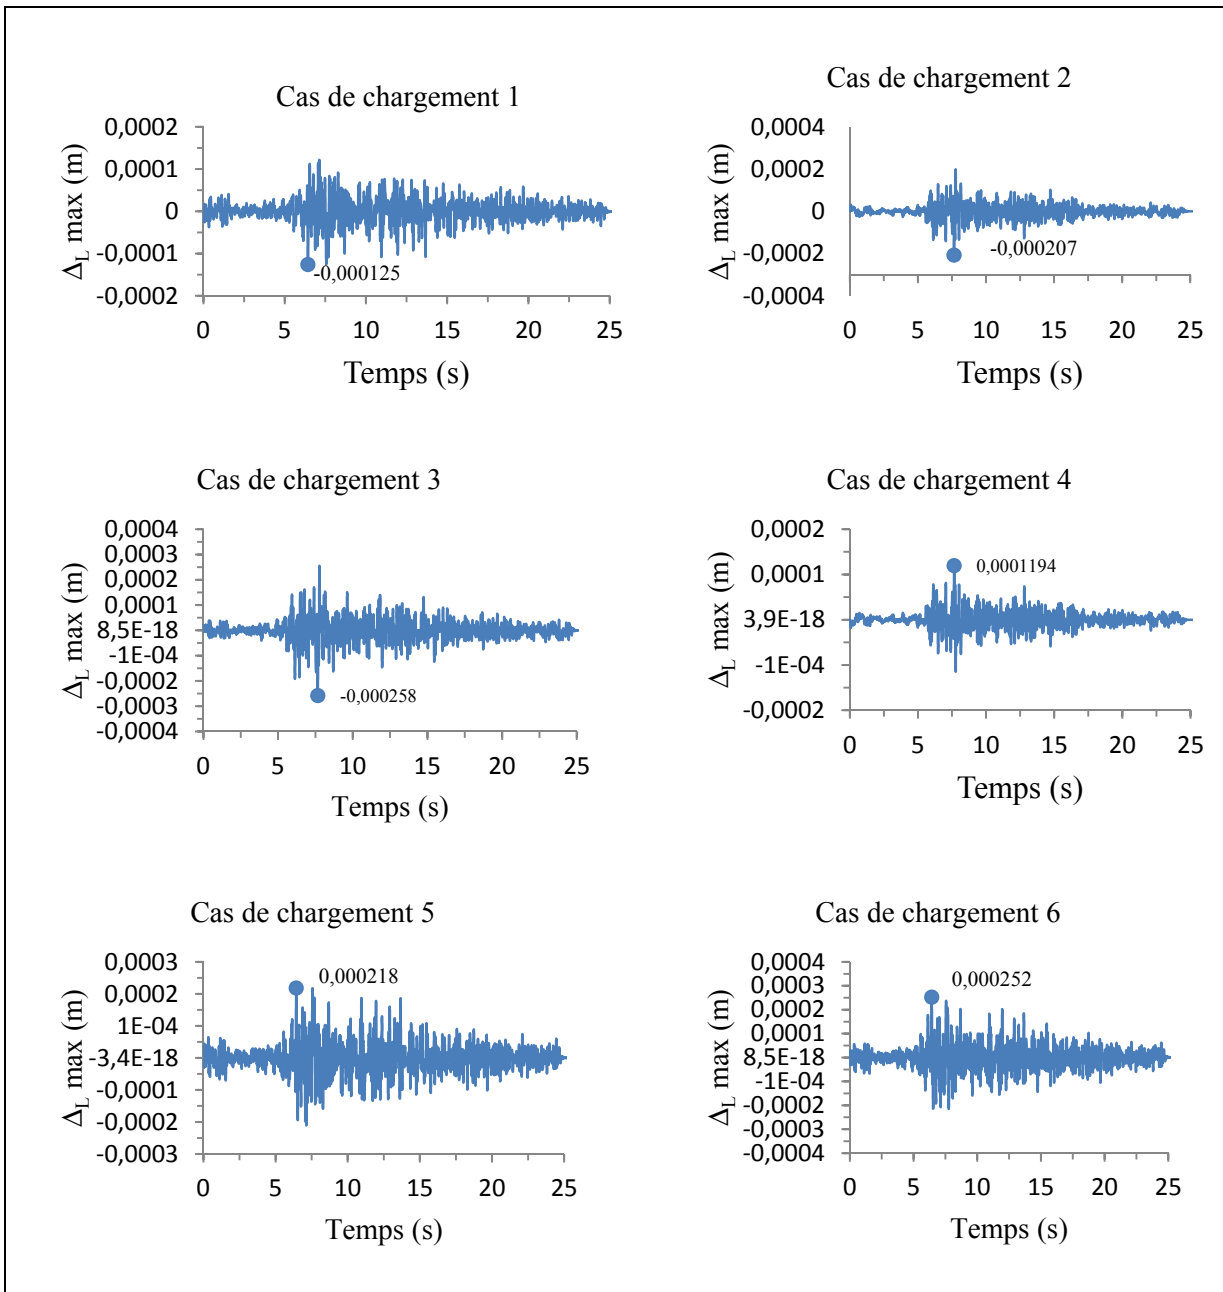 Cas de chargement 1
0,0002
0,0001
0
-0,0001
-0,0002
ΔL max (m)
-0,000125
0 5 10 15 20 25
Temps (s)
Cas de chargement 2
0,0004
0,0002
0
-0,0002
-0,0004
ΔL max (m)
-0,000207
0 5 10 15 20 25
Temps (s)
Cas de chargement 3
0,0004
0,0003
0,0002
0,0001
8,5E-18
-1E-04
-0,0002
-0,0003
-0,0004
ΔL max (m)
-0,000258
0 5 10 15 20 25
Temps (s)
Cas de chargement 4
0,0002
0,0001
3,9E-18
-1E-04
-0,0002
ΔL max (m)
0,0001194
0 5 10 15 20 25
Temps (s)
Cas de chargement 5
0,0003
0,0002
1E-04
-3,4E-18
-0,0001
-0,0002
-0,0003
ΔL max (m)
0,000218
0 5 10 15 20 25
Temps (s)
Cas de chargement 6
0,0004
0,0003
0,0002
0,0001
8,5E-18
-1E-04
-0,0002
-0,0003
-0,0004
ΔL max (m)
0,000252
0 5 10 15 20 25
Temps (s)